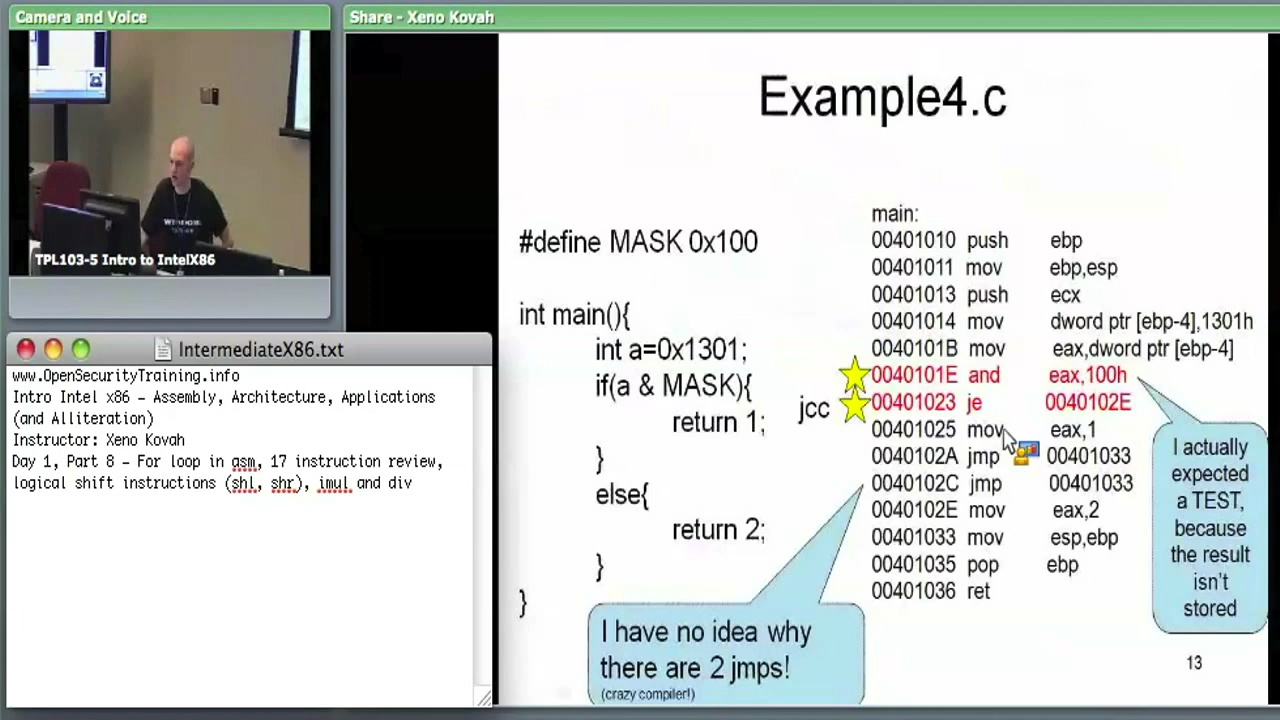 Camera and Voice
TPL103-5 Intro to IntelX86
IntermediateX86.txt
www.OpenSecurityTraining.info
Intro Intel x86 – Assembly, Architecture, Applications
(and Alliteration)
Instructor: Xeno Kovah
Day 1, Part 8 – For loop in asm, 17 instruction review,
logical shift instructions (shl, shr), imul and div
Share - Xeno Kovah
Example4.c
#define MASK 0x100
int main(){
int a=0x1301;
if(a & MASK){
return 1;
}
else{
return 2;
}
}
jcc
main:
00401010 push ebp
00401011 mov ebp,esp
00401013 push ecx
00401014 mov dword ptr [ebp-4],1301h
0040101B mov eax,dword ptr [ebp-4]
0040101E and eax,100h
00401023 je 0040102E
00401025 mov eax,1
0040102A jmp 00401033
0040102C jmp 00401033
0040102E mov eax,2
00401033 mov esp,ebp
00401035 pop ebp
00401036 ret
I have no idea why
there are 2 jmps!
(crazy compiler!)
I actually
expected
a TEST,
because
the result
isn't
stored
13